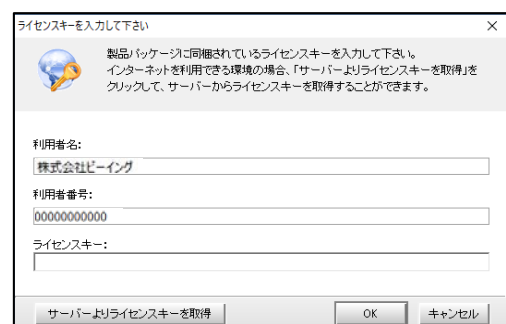 ライセンスキーを入力して下さい
製品パッケージに同梱されているライセンスキーを入力して下さい。
インターネットを利用できる環境の場合、「サーバーよりライセンスキーを取得」を
クリックして、サーバーからライセンスキーを取得することができます。
利用者名:
株式会社ビーイング
利用者番号:
00000000000
ライセンスキー:
サーバーよりライセンスキーを取得
OK
キャンセル